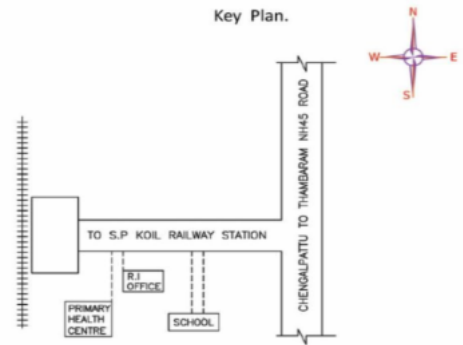 Key Plan.
N
W
E
S
CHENGALPATTU TO THAMBARAM NH45 ROAD
TO S.P KOIL RAILWAY STATION
R.I
OFFICE
PRIMARY
HEALTH
CENTRE
SCHOOL